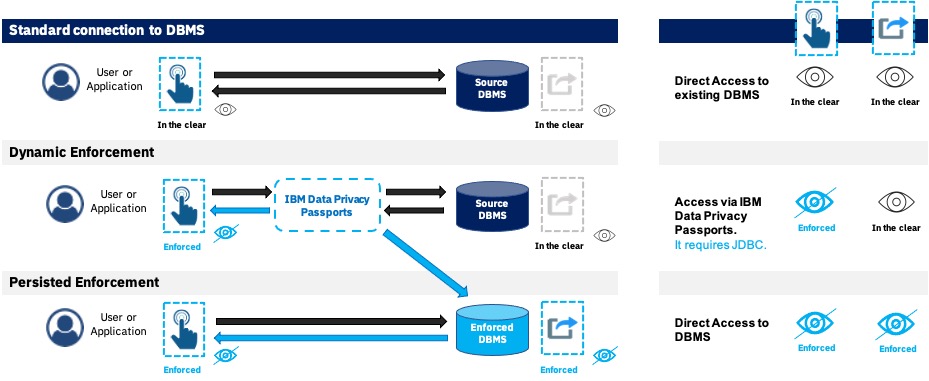 Standard connection to DBMS
User or
Application
In the clear
Source
DBMS
In the clear
Direct Access to
existing DBMS
In the clear
In the clear
Dynamic Enforcement
User or
Application
Enforced
IBM Data Privacy
Passports
Source
DBMS
In the clear
Access via IBM
Data Privacy
Passports.
It requires JDBC.
Enforced
In the clear
Persisted Enforcement
User or
Application
Enforced
Enforced
DBMS
Enforced
Direct Access to
DBMS
Enforced
Enforced